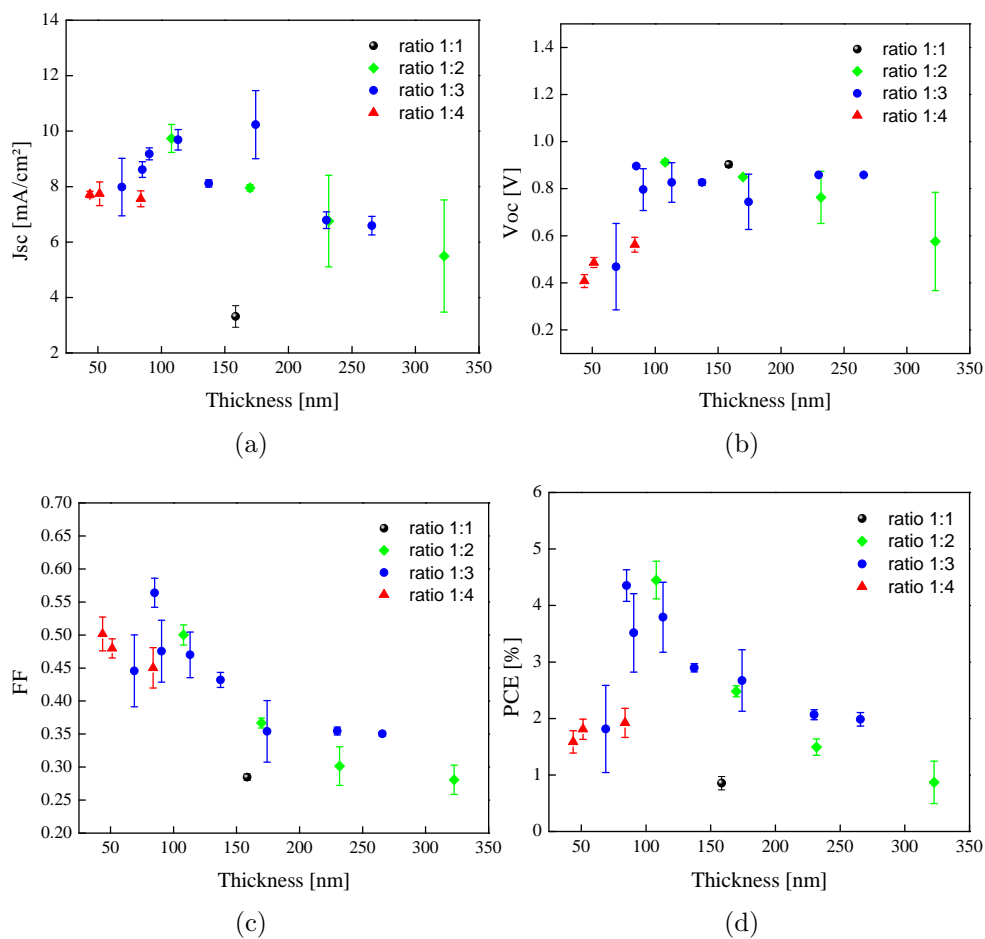 14
12
10
8
6
4
2
50 100 150 200 250 300 350
Jsc [mA/cm²]
Thickness [nm]
ratio 1:1
ratio 1:2
ratio 1:3
ratio 1:4
(a)
1.4
1.2
1.0
0.8
0.6
0.4
0.2
50 100 150 200 250 300 350
Voc [V]
Thickness [nm]
ratio 1:1
ratio 1:2
ratio 1:3
ratio 1:4
(b)
0.70
0.65
0.60
0.55
0.50
0.45
0.40
0.35
0.30
0.25
0.20
50 100 150 200 250 300 350
FF
Thickness [nm]
ratio 1:1
ratio 1:2
ratio 1:3
ratio 1:4
(c)
6
5
4
3
2
1
0
50 100 150 200 250 300 350
PCE [%]
Thickness [nm]
ratio 1:1
ratio 1:2
ratio 1:3
ratio 1:4
(d)